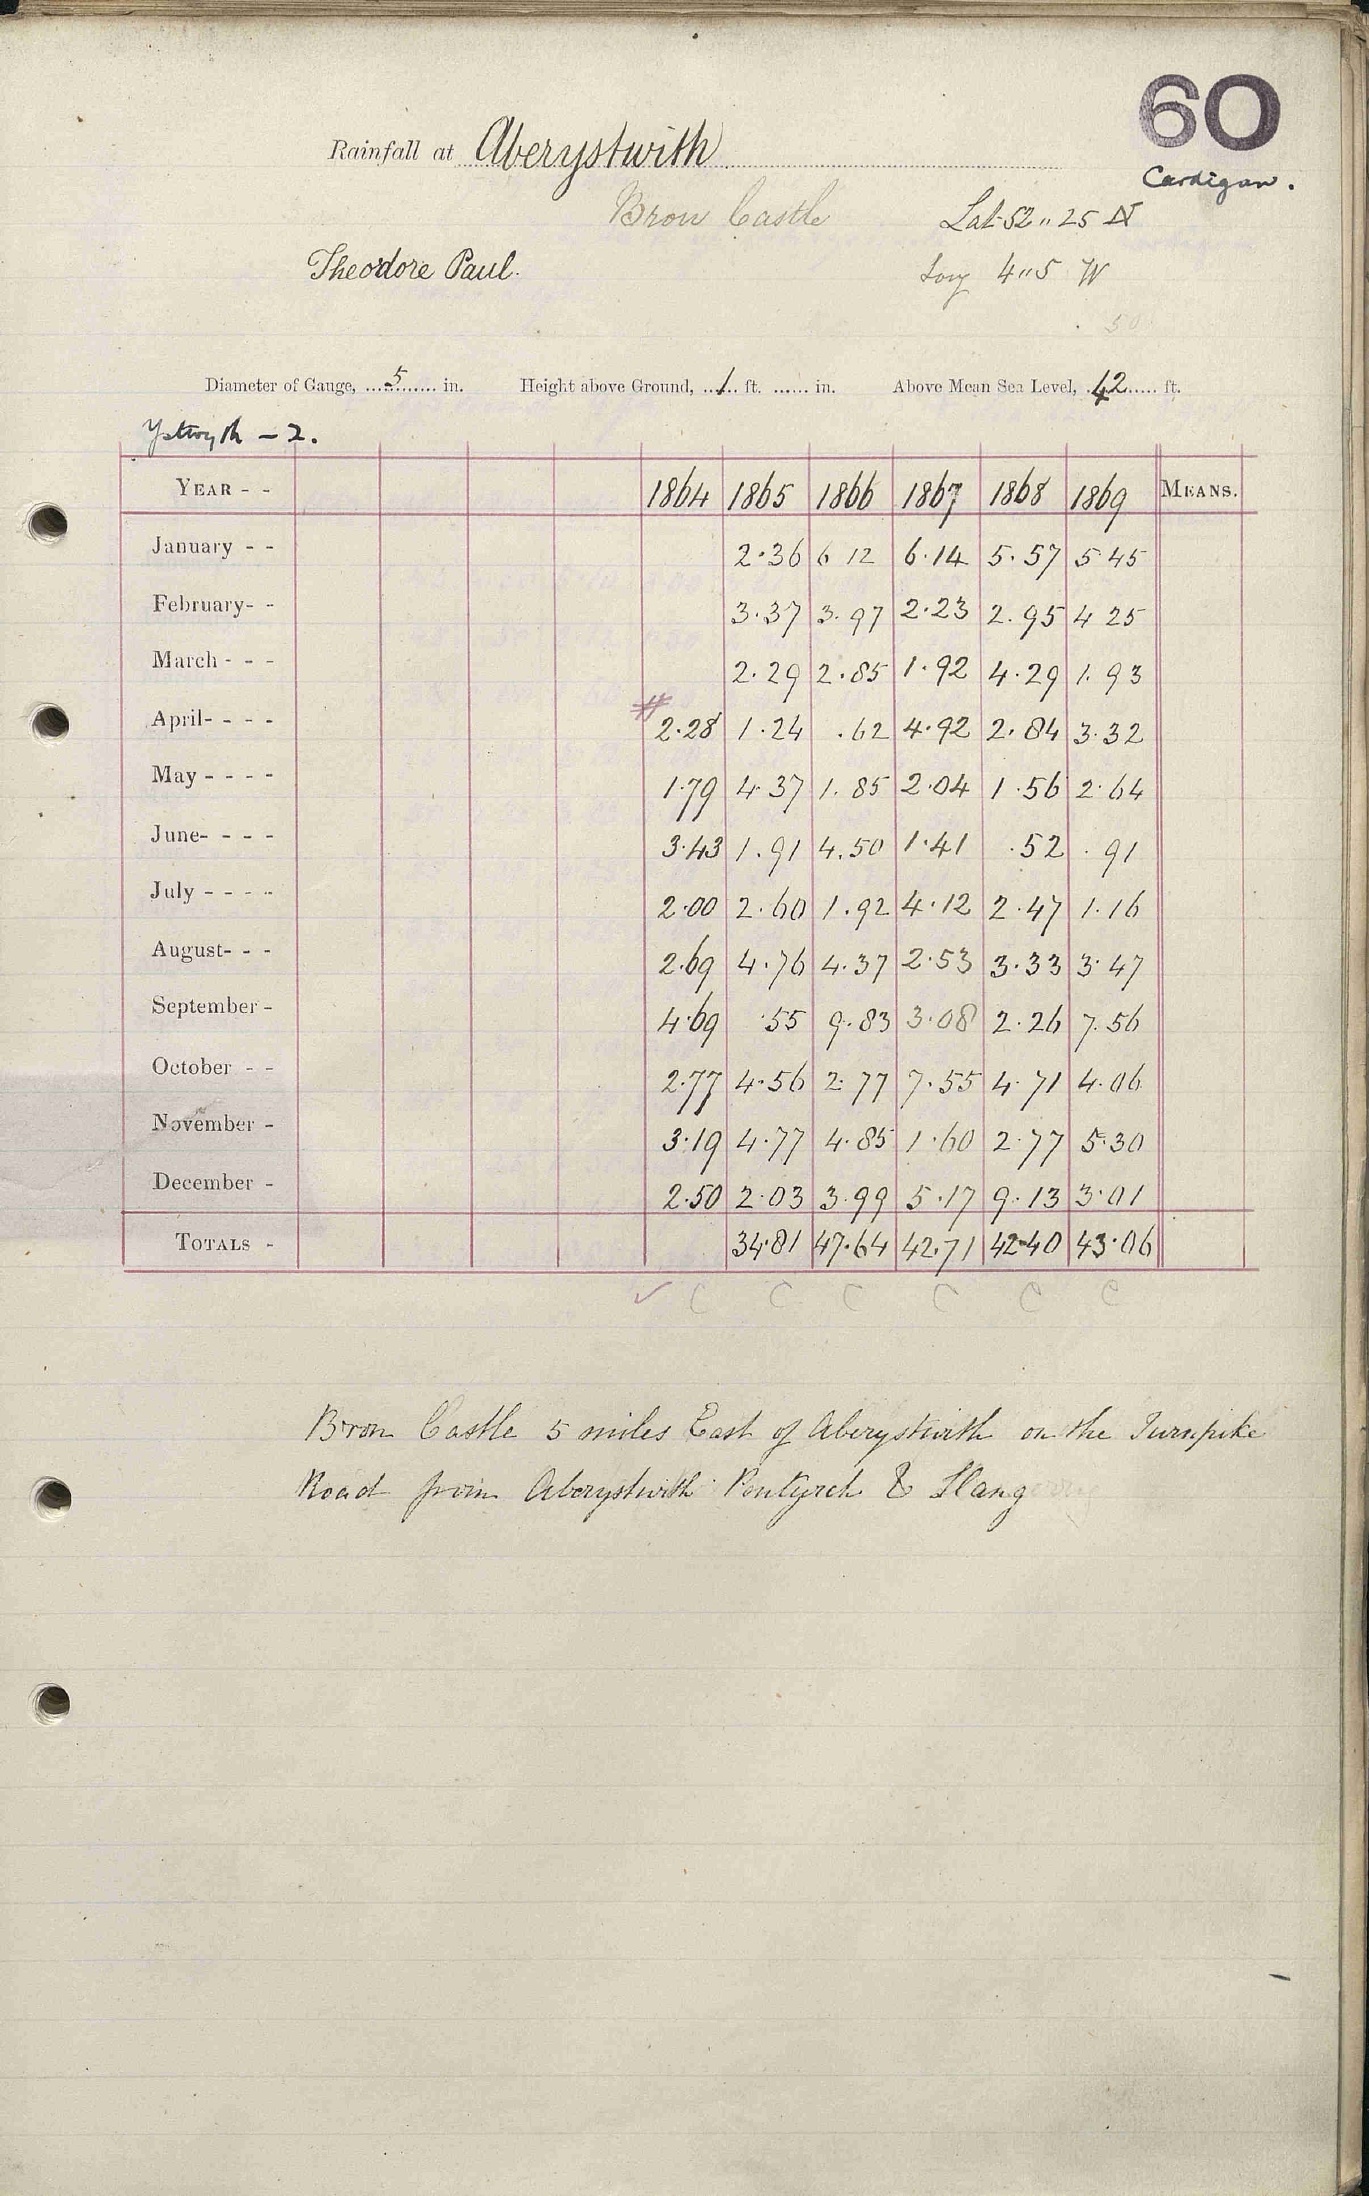 60
Cardigan.
Rainfall at Aberystwith
Bron Castle Lat 52" 25 N
Theodore Paul. Long 4"5 W
50
Diameter of Gauge, 5 in. Height above Ground, 1 ft. in. Above Mean Sea Level, 42 ft.
Ystwyth – 2.
YEAR - - 1864 1865 1866 1867 1868 1869 MEANS.
January - - 2.36 6 12 6.14 5.57 5 45
February- - 3.37 3.97 2.23 2.95 4 25
March - - - 2.29 2.85 1.92 4.29 1.93
April- - - - # 2.28 1.24 .62 4.92 2.84 3.32
May - - - - 1.79 4.37 1.85 2.04 1.56 2.64
June- - - - 3.43 1.91 4.50 1.41 .52 .91
July - - - - 2.00 2.60 1.92 4.12 2.47 1.16
August- - - 2.69 4.76 4.37 2.53 3.33 3.47
September - 4.69 .55 9.83 3.08 2.26 7.56
October - - 2.77 4.56 2.77 7.55 4.71 4.06
November - 3.19 4.77 4.85 1.60 2.77 5.30
December - 2.50 2.03 3.99 5.17 9.13 3.01
TOTALS - 34.81 47.64 42.71 42.40 43.06
✓ C C C C C C
Bron Castle 5 miles East of Aberystwith on the Turnpike
Road from Aberystwith Pontyrch & Llang